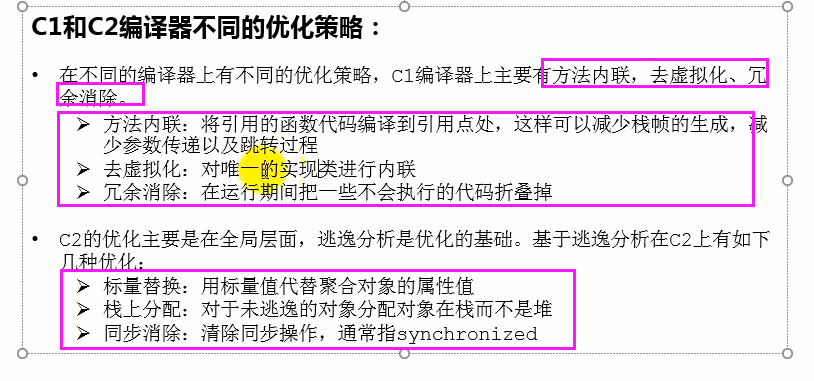 C1和C2编译器不同的优化策略：
• 在不同的编译器上有不同的优化策略，C1编译器上主要有方法内联，去虚拟化、冗
余消除。
➢ 方法内联：将引用的函数代码编译到引用点处，这样可以减少栈帧的生成，减
少参数传递以及跳转过程
➢ 去虚拟化：对唯一的实现类进行内联
➢ 冗余消除：在运行期间把一些不会执行的代码折叠掉
• C2的优化主要是在全局层面，逃逸分析是优化的基础。基于逃逸分析在C2上有如下
几种优化：
➢ 标量替换：用标量值代替聚合对象的属性值
➢ 栈上分配：对于未逃逸的对象分配对象在栈而不是堆
➢ 同步消除：清除同步操作，通常指synchronized